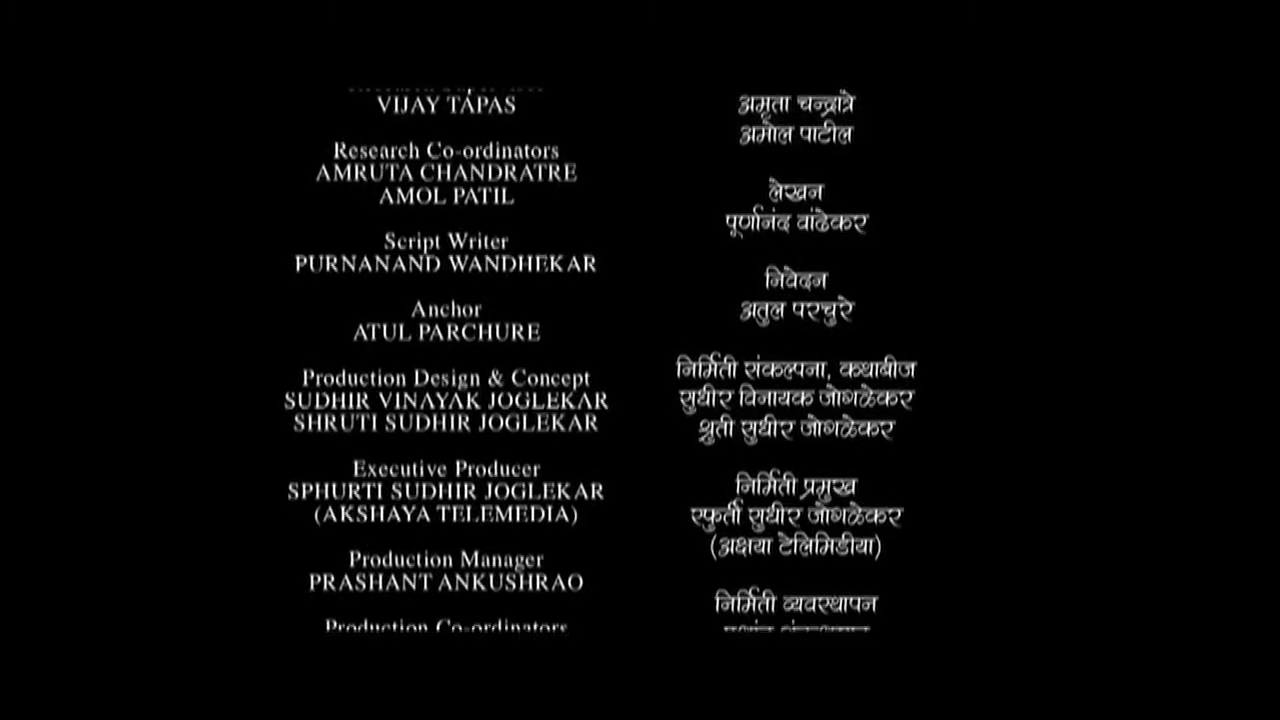 VIJAY TAPAS
Research Co-ordinators
AMRUTA CHANDRATRE
AMOL PATIL
Script Writer
PURNANAND WANDHEKAR
Anchor
ATUL PARCHURE
Production Design & Concept
SUDHIR VINAYAK JOGLEKAR
SHRUTI SUDHIR JOGLEKAR
Executive Producer
SPHURTI SUDHIR JOGLEKAR
(AKSHAYA TELEMEDIA)
Production Manager
PRASHANT ANKUSHRAO
Production Co-ordinators
अमृता चन्द्रात्रे
अमोल पाटील
लेखन
पूर्णानंद वांढेकर
निवेदन
अतुल परचुरे
निर्मिती संकल्पना, कथाबीज
सुधीर विनायक जोगळेकर
श्रुती सुधीर जोगळेकर
निर्मिती प्रमुख
स्फुर्ती सुधीर जोगळेकर
(अक्षया टेलिमिडीया)
निर्मिती व्यवस्थापन